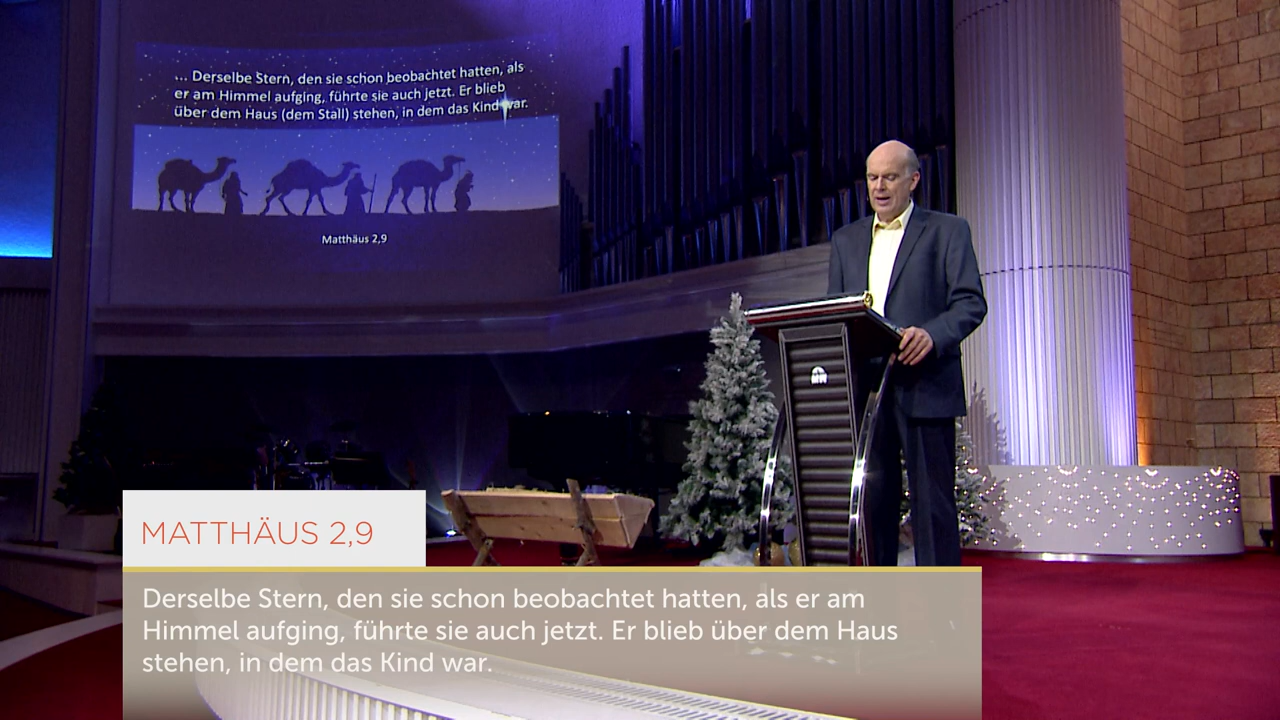 ... Derselbe Stern, den sie schon beobachtet hatten, als
er am Himmel aufging, führte sie auch jetzt. Er blieb
über dem Haus (dem Stall) stehen, in dem das Kind war.
Matthäus 2,9
MATTHÄUS 2,9
Derselbe Stern, den sie schon beobachtet hatten, als er am
Himmel aufging, führte sie auch jetzt. Er blieb über dem Haus
stehen, in dem das Kind war.